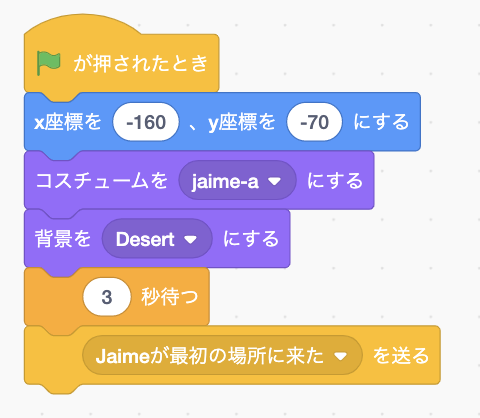 が押されたとき
x座標を -160 、y座標を -70 にする
コスチュームを jaime-a にする
背景を Desert にする
3 秒待つ
Jaimeが最初の場所に来た を送る